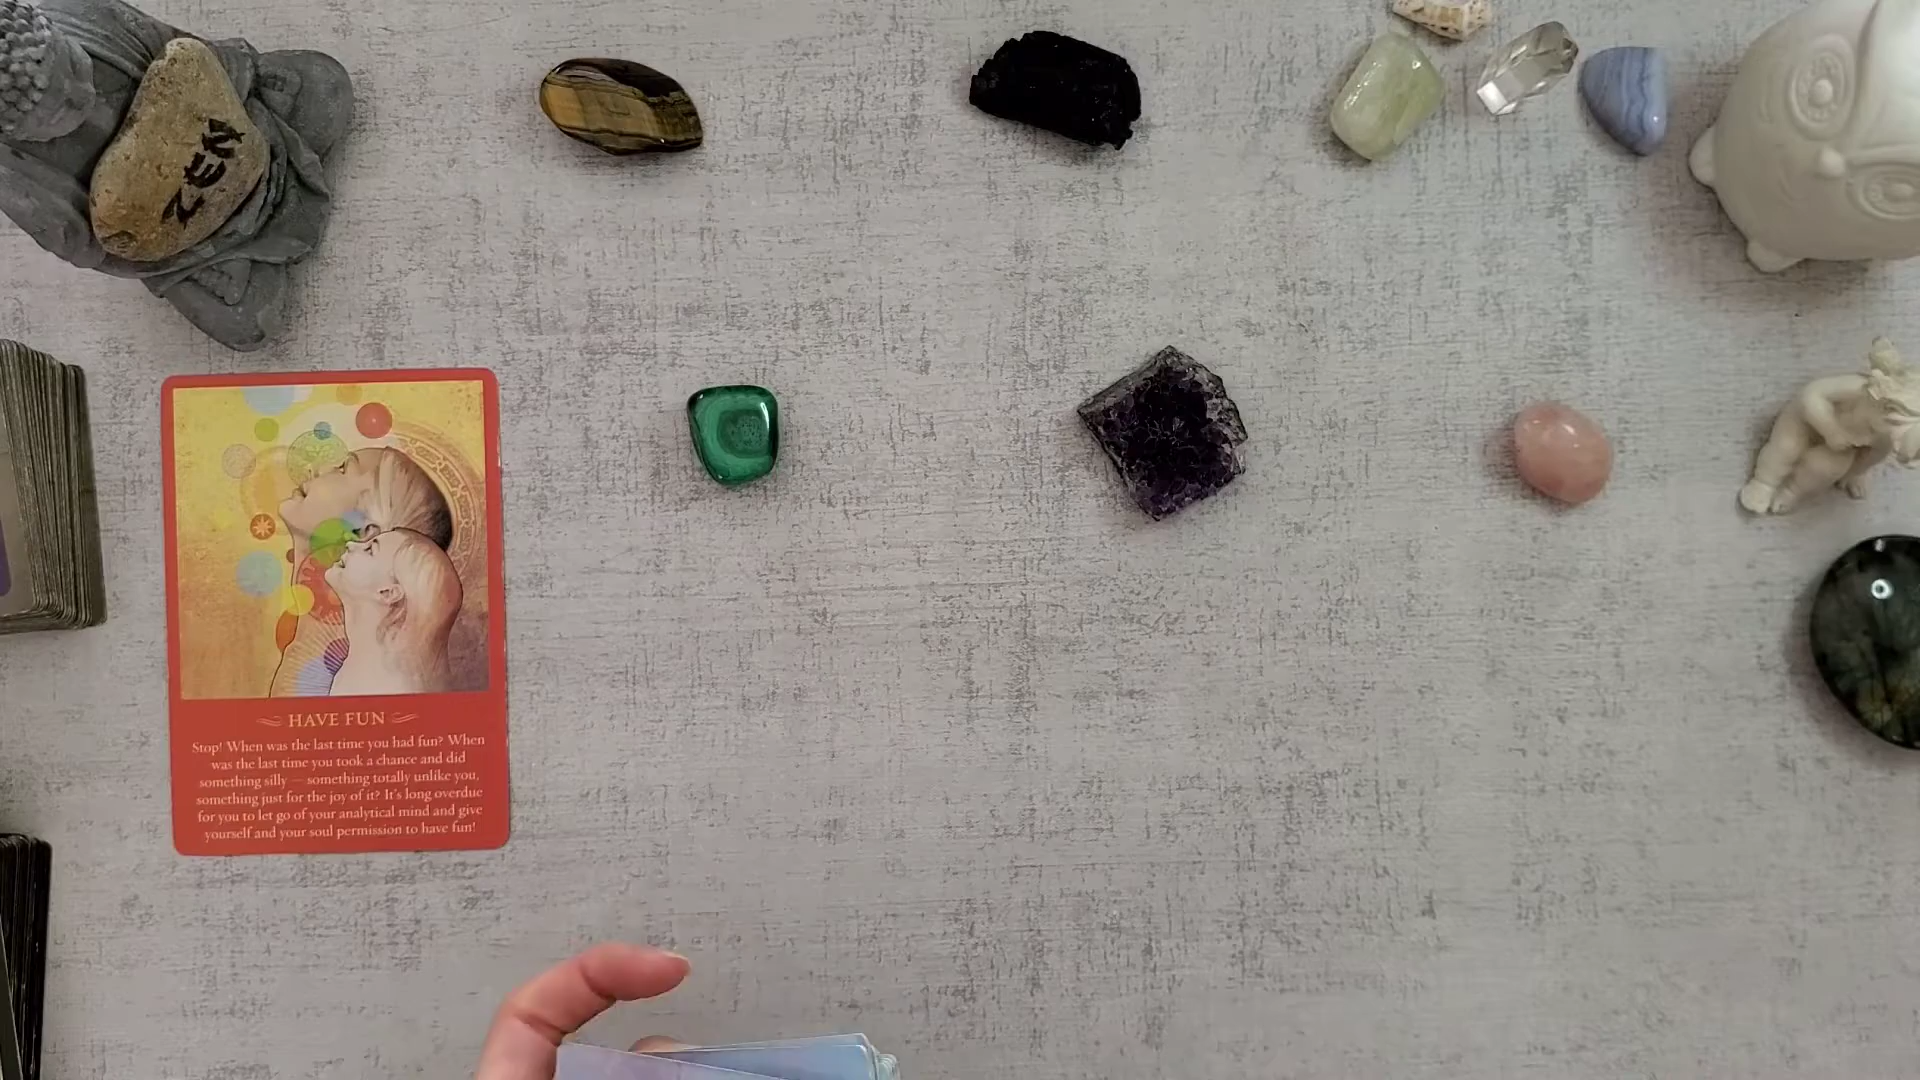 ZEN
HAVE FUN
Stop! When was the last time you had fun? When
was the last time you took a chance and did
something silly — something totally unlike you,
something just for the joy of it? It's long overdue
for you to let go of your analytical mind and give
yourself and your soul permission to have fun!